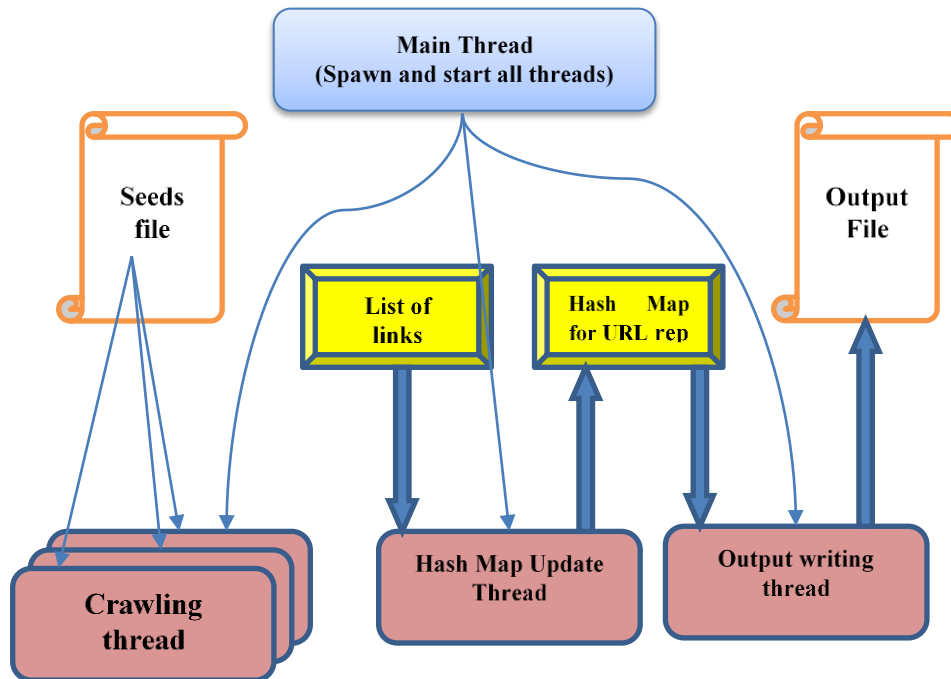 Main Thread
(Spawn and start all threads)
Seeds
file
Output
File
List of
links
Hash Map
for URL rep
Crawling
thread
Hash Map Update
Thread
Output writing
thread